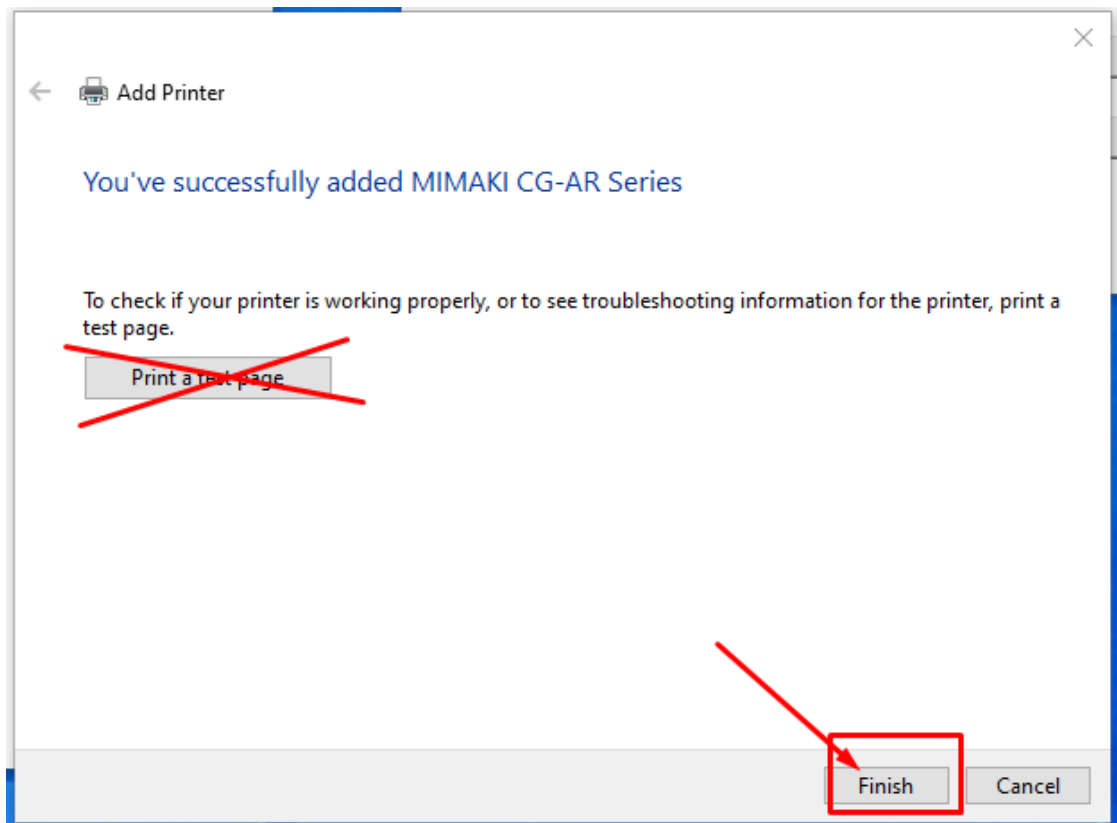 Add Printer
You've successfully added MIMAKI CG-AR Series
To check if your printer is working properly, or to see troubleshooting information for the printer, print a
test page.
Print a test page
Finish
Cancel